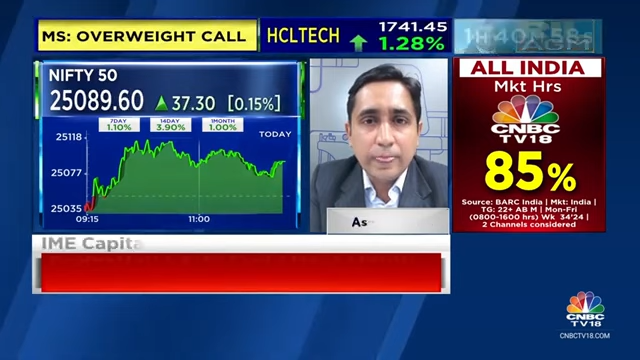 MS: OVERWEIGHT CALL
HCLTECH
1741.45
1.28%
NIFTY 50
25089.60 37.30 [0.15%]
7DAY
1.10%
14DAY
3.90%
1MONTH
1.00%
TODAY
25118
25077
25035
09:15
11:00
As
IME Capita
ALL INDIA
Mkt Hrs
CNBC
TV18
85%
Source: BARC India | Mkt: India |
TG: 22+ AB M | Mon-Fri
(0800-1600 hrs) Wk 34'24 |
2 Channels considered
CNBC
TV18
CNBCTV18.COM